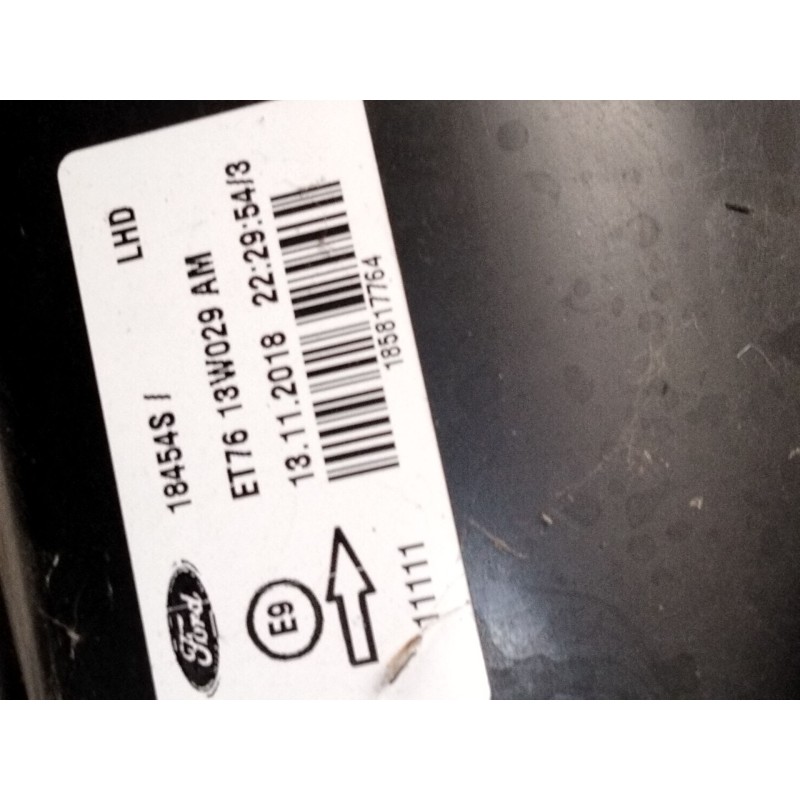 LHD
18454S /
ET76 13W029 AM
13.11.2018 22:29:54/3
1858177764
Ford
E9
11111